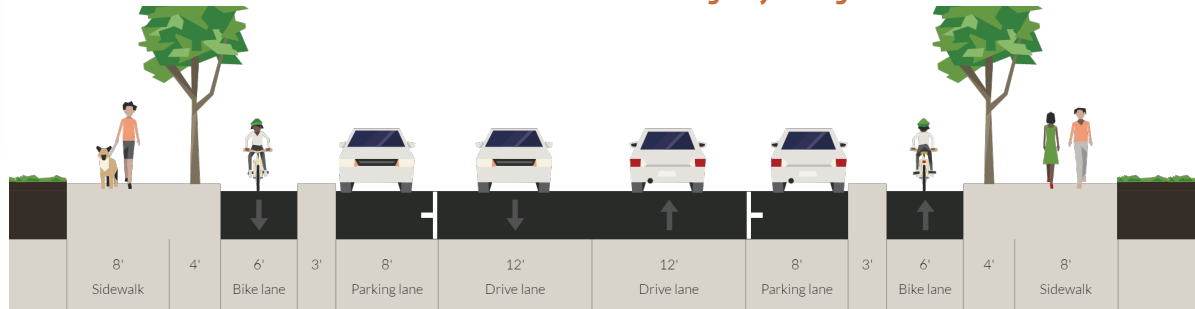 8' 4' 6' 3' 8' 12' 12' 8' 3' 6' 4' 8'
Sidewalk Bike lane Parking lane Drive lane Drive lane Parking lane Bike lane Sidewalk